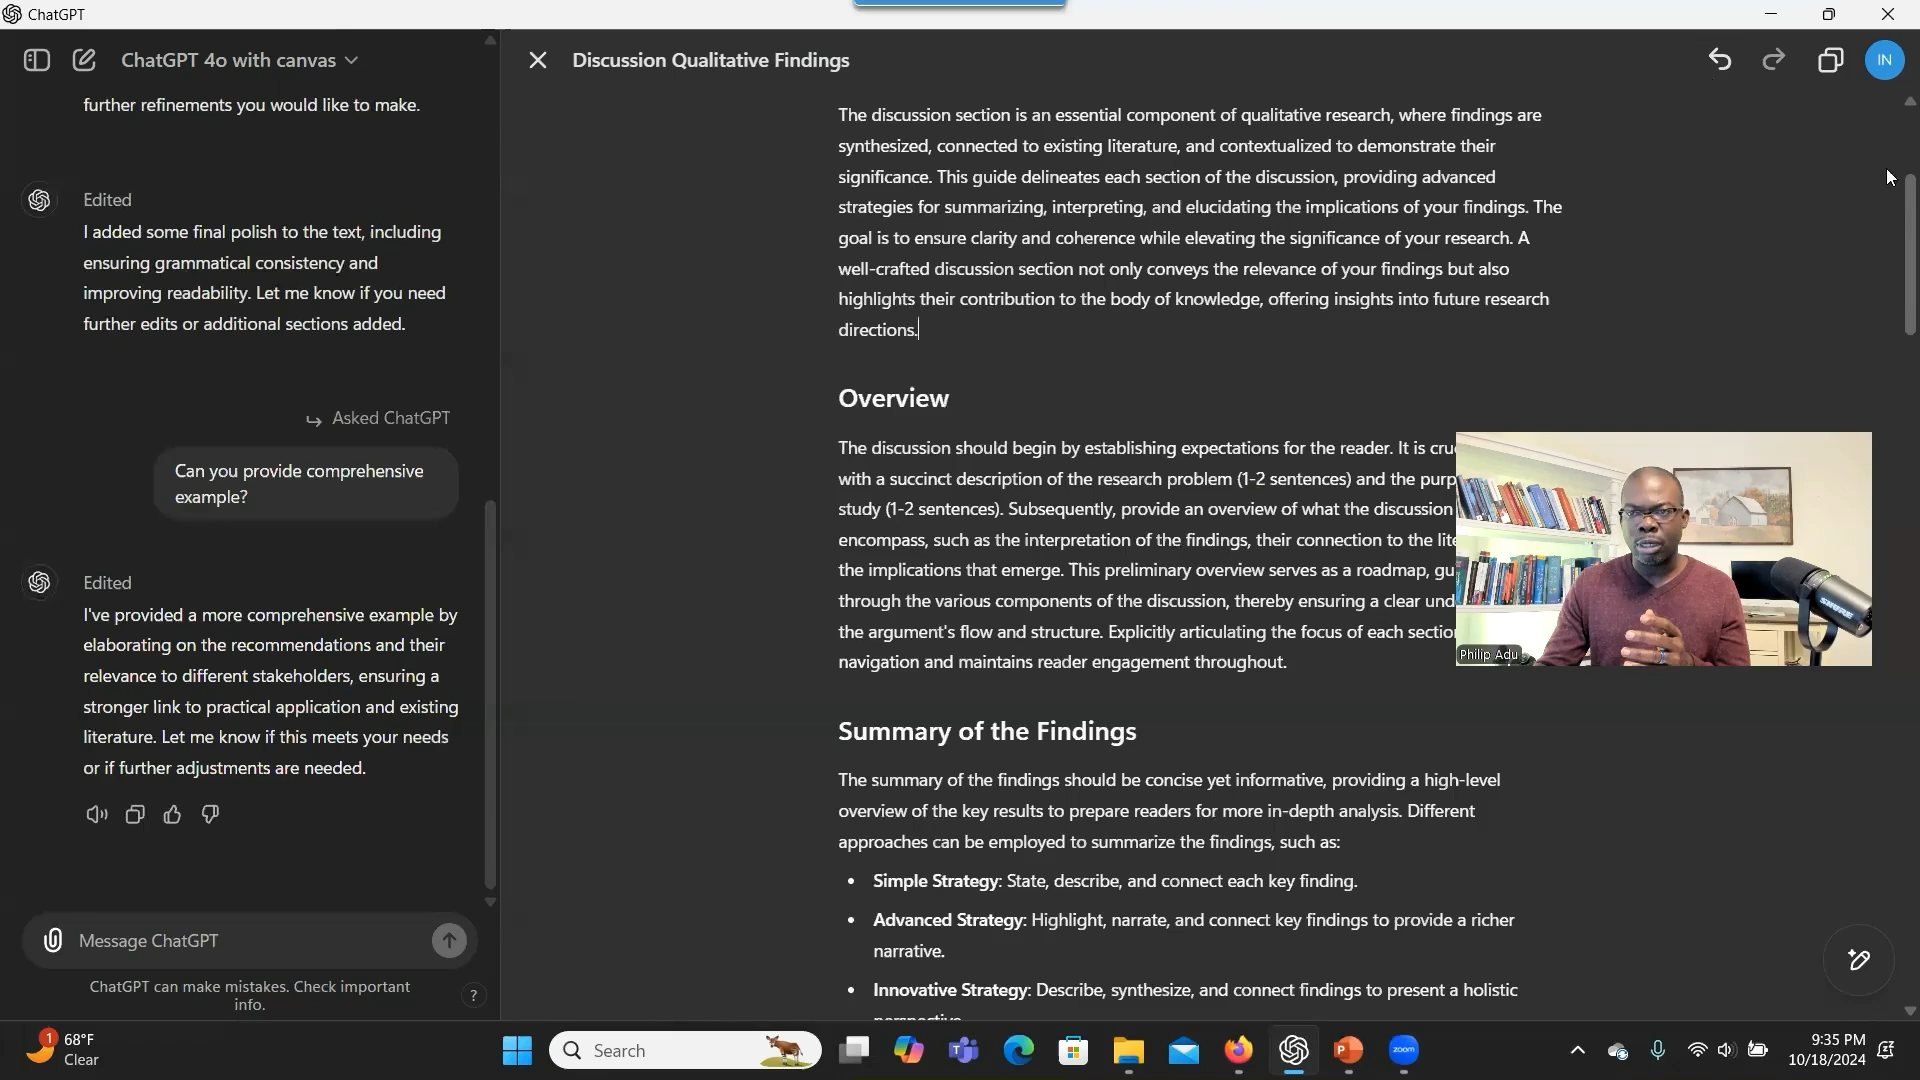 ChatGPT
ChatGPT 4o with canvas
further refinements you would like to make.
Edited
I added some final polish to the text, including
ensuring grammatical consistency and
improving readability. Let me know if you need
further edits or additional sections added.
Asked ChatGPT
Can you provide comprehensive
example?
Edited
I've provided a more comprehensive example by
elaborating on the recommendations and their
relevance to different stakeholders, ensuring a
stronger link to practical application and existing
literature. Let me know if this meets your needs
or if further adjustments are needed.
Message ChatGPT
ChatGPT can make mistakes. Check important
info.
?
Discussion Qualitative Findings
IN
The discussion section is an essential component of qualitative research, where findings are
synthesized, connected to existing literature, and contextualized to demonstrate their
significance. This guide delineates each section of the discussion, providing advanced
strategies for summarizing, interpreting, and elucidating the implications of your findings. The
goal is to ensure clarity and coherence while elevating the significance of your research. A
well-crafted discussion section not only conveys the relevance of your findings but also
highlights their contribution to the body of knowledge, offering insights into future research
directions.
Overview
The discussion should begin by establishing expectations for the reader. It is cru
with a succinct description of the research problem (1-2 sentences) and the purp
study (1-2 sentences). Subsequently, provide an overview of what the discussion
encompass, such as the interpretation of the findings, their connection to the lite
the implications that emerge. This preliminary overview serves as a roadmap, gu
through the various components of the discussion, thereby ensuring a clear und
the argument's flow and structure. Explicitly articulating the focus of each section
navigation and maintains reader engagement throughout.
SHURE
Philip Adu
Summary of the Findings
The summary of the findings should be concise yet informative, providing a high-level
overview of the key results to prepare readers for more in-depth analysis. Different
approaches can be employed to summarize the findings, such as:
• Simple Strategy: State, describe, and connect each key finding.
• Advanced Strategy: Highlight, narrate, and connect key findings to provide a richer
narrative.
• Innovative Strategy: Describe, synthesize, and connect findings to present a holistic
perspective.
1
68°F
Clear
Search
zoom
9:35 PM
10/18/2024